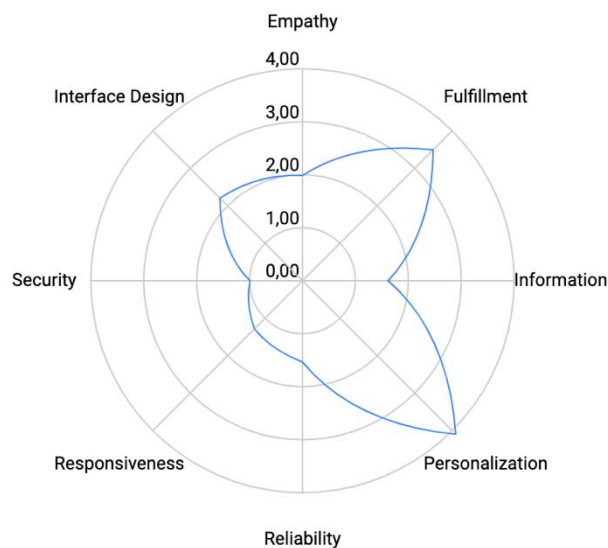 Empathy
4,00
Interface Design
Fulfillment
3,00
2,00
1,00
Security
0,00
Information
Responsiveness
Personalization
Reliability